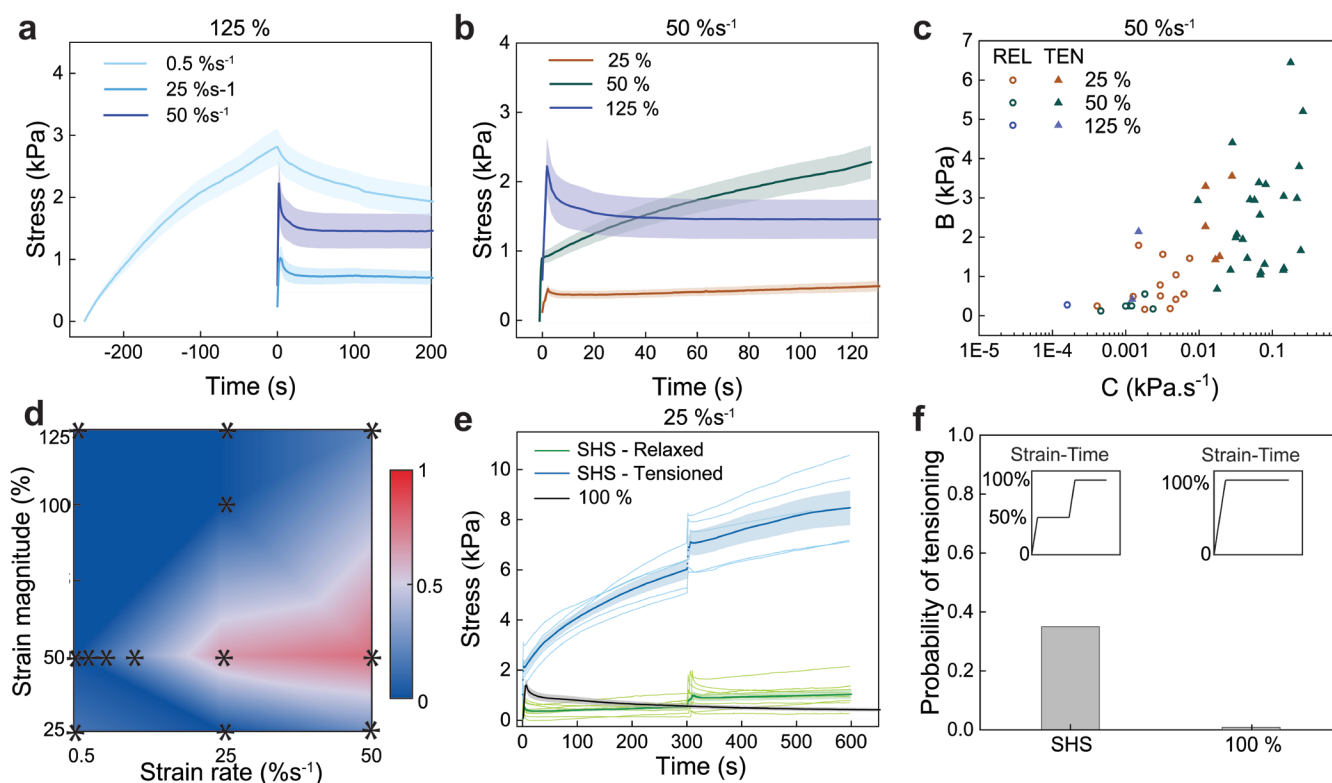 a
125 %
Stress (kPa)
4
3
2
1
0
0.5 %s⁻¹
25 %s-1
50 %s⁻¹
-200
-100
0
100
200
Time (s)
b
50 %s⁻¹
Stress (kPa)
4
3
2
1
0
25 %
50 %
125 %
0
20
40
60
80
100
120
Time (s)
c
50 %s⁻¹
B (kPa)
7
6
5
4
3
2
1
0
REL TEN
25 %
50 %
125 %
1E-5
1E-4
0.001
0.01
0.1
C (kPa.s⁻¹)
d
Strain magnitude (%)
125
100
50
25
0.5
25
50
Strain rate (%s⁻¹)
1
0.5
0
e
25 %s⁻¹
Stress (kPa)
10
8
6
4
2
0
SHS - Relaxed
SHS - Tensioned
100 %
0
100
200
300
400
500
600
Time (s)
f
Probability of tensioning
1.0
0.8
0.6
0.4
0.2
0.0
Strain-Time
100%
50%
0
Strain-Time
100%
0
SHS
100 %